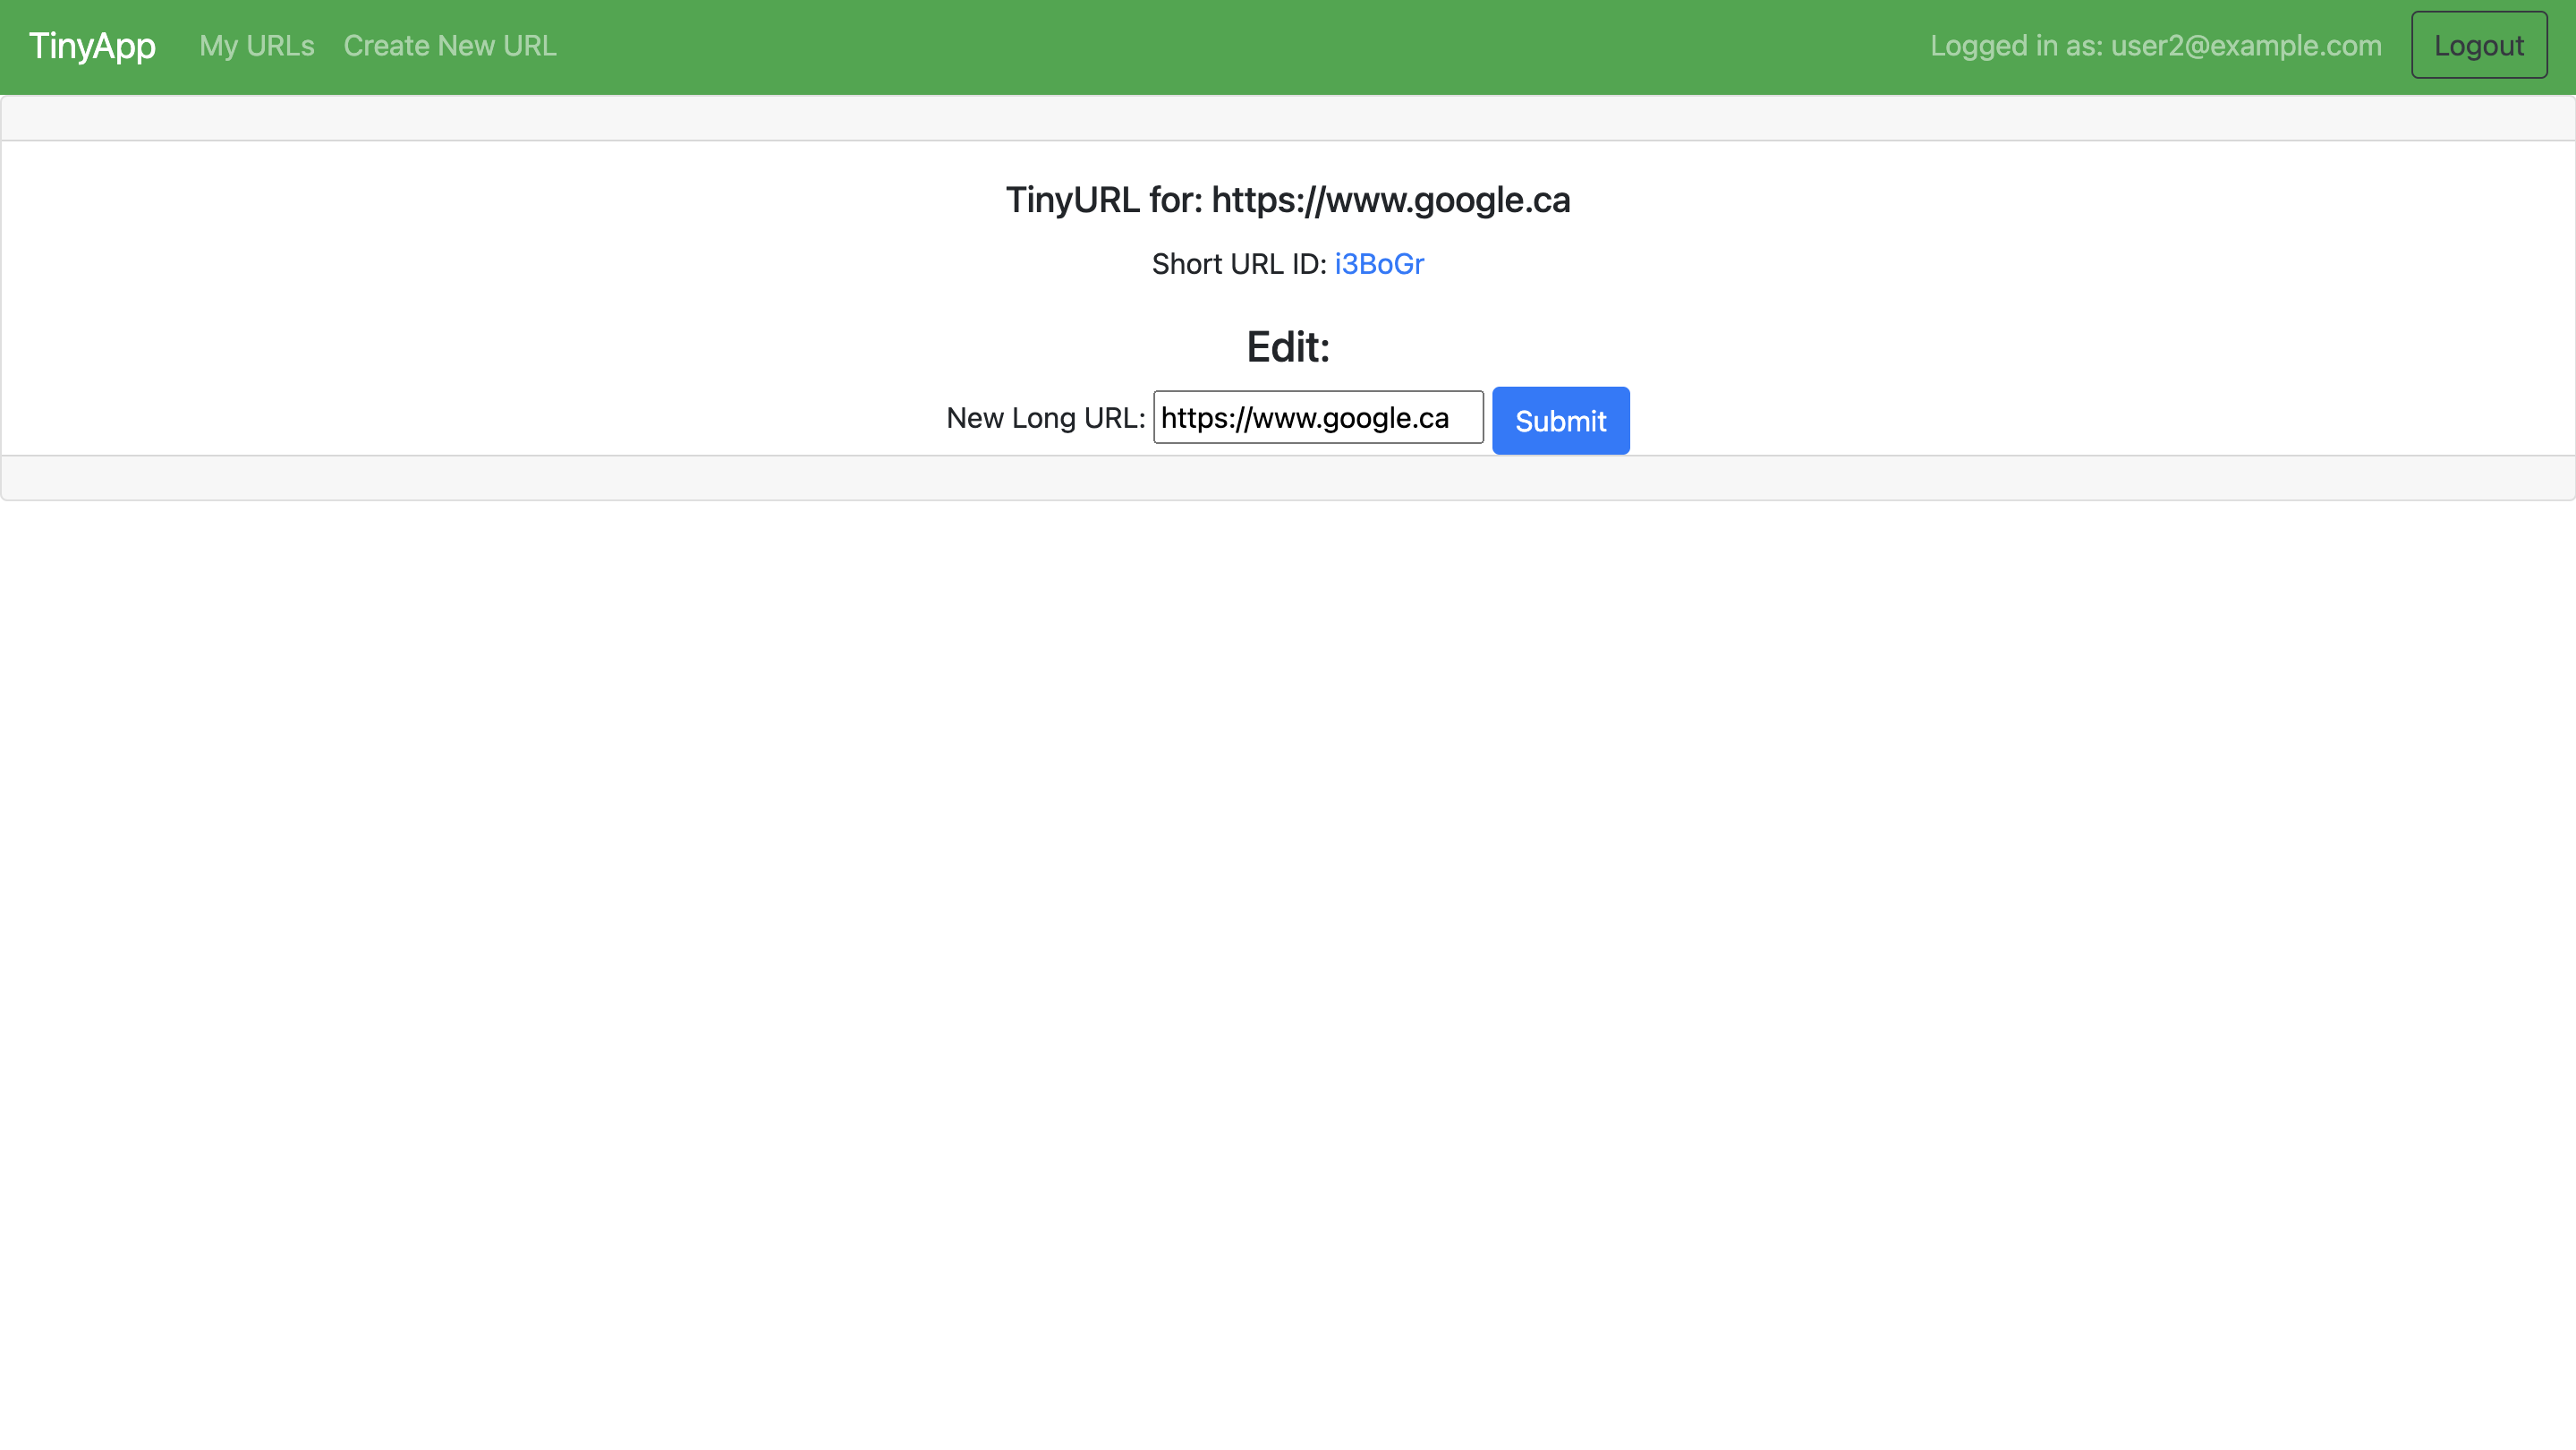 TinyApp My URLs Create New URL Logged in as: user2@example.com Logout
TinyURL for: https://www.google.ca
Short URL ID: i3BoGr
Edit:
New Long URL: https://www.google.ca Submit